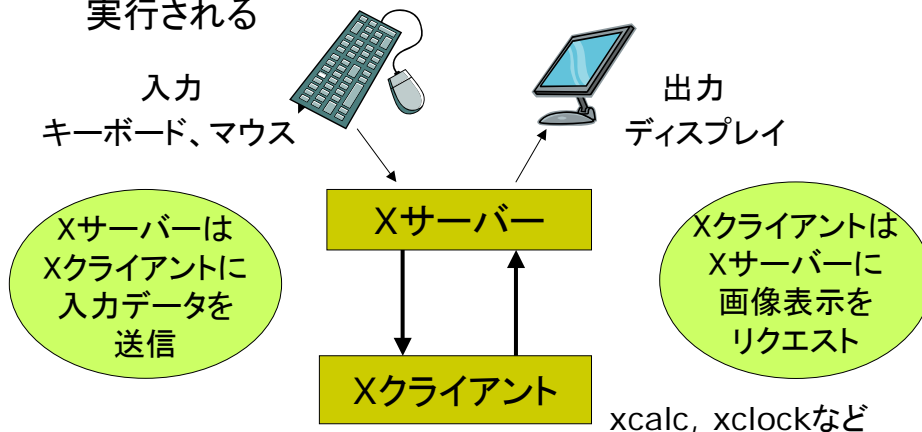 実行される
入力
キーボード、マウス
出力
ディスプレイ
Xサーバーは
Xクライアントに
入力データを
送信
Xサーバー
Xクライアントは
Xサーバーに
画像表示を
リクエスト
Xクライアント
xcalc, xclockなど